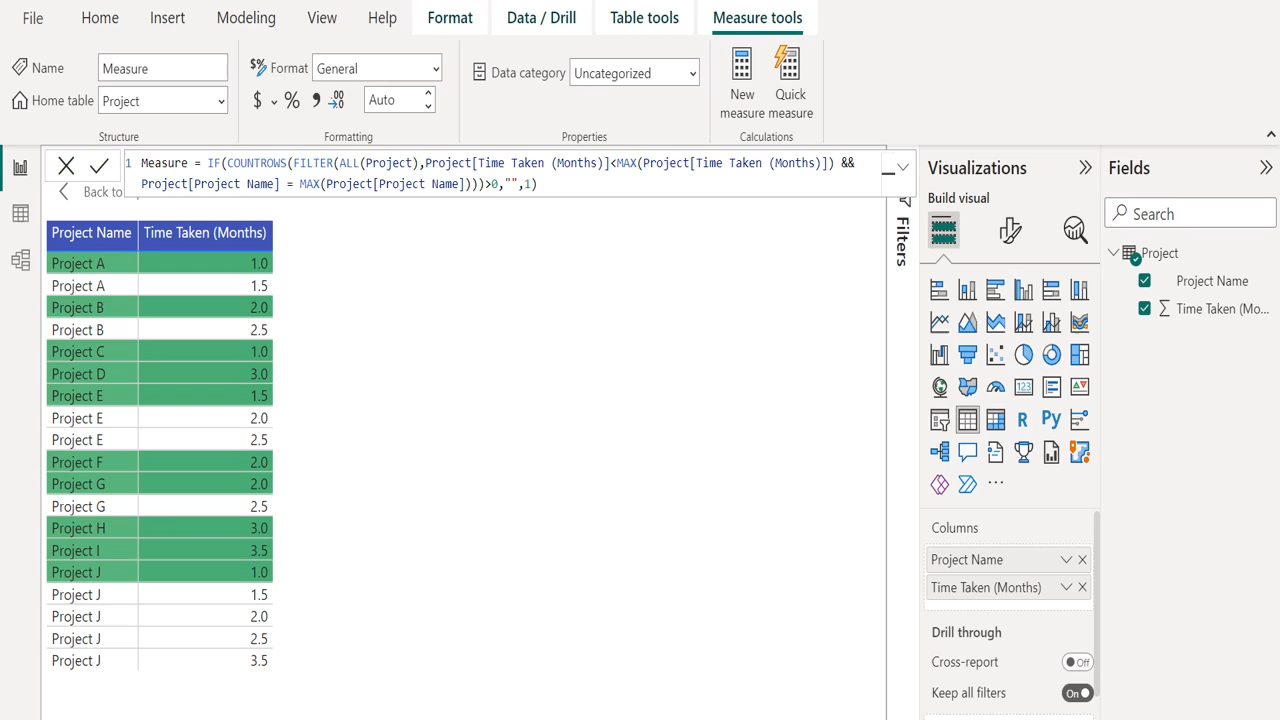 File Home Insert Modeling View Help Format Data / Drill Table tools Measure tools
Name Measure
Home table Project
Structure
$% Format General
$ % , .00 Auto
Formatting
Data category Uncategorized
Properties
New measure
Quick measure
Calculations
1 Measure = IF(COUNTROWS(FILTER(ALL(Project),Project[Time Taken (Months)]<MAX(Project[Time Taken (Months)]) &&
Project[Project Name] = MAX(Project[Project Name])))>0,"",1)
Back to
Project Name Time Taken (Months)
Project A 1.0
Project A 1.5
Project B 2.0
Project B 2.5
Project C 1.0
Project D 3.0
Project E 1.5
Project E 2.0
Project E 2.5
Project F 2.0
Project G 2.0
Project G 2.5
Project H 3.0
Project I 3.5
Project J 1.0
Project J 1.5
Project J 2.0
Project J 2.5
Project J 3.5
Filters
Visualizations
Build visual
123
R Py
...
Columns
Project Name
Time Taken (Months)
Drill through
Cross-report Off
Keep all filters On
Fields
Search
Project
Project Name
Σ Time Taken (Mo...